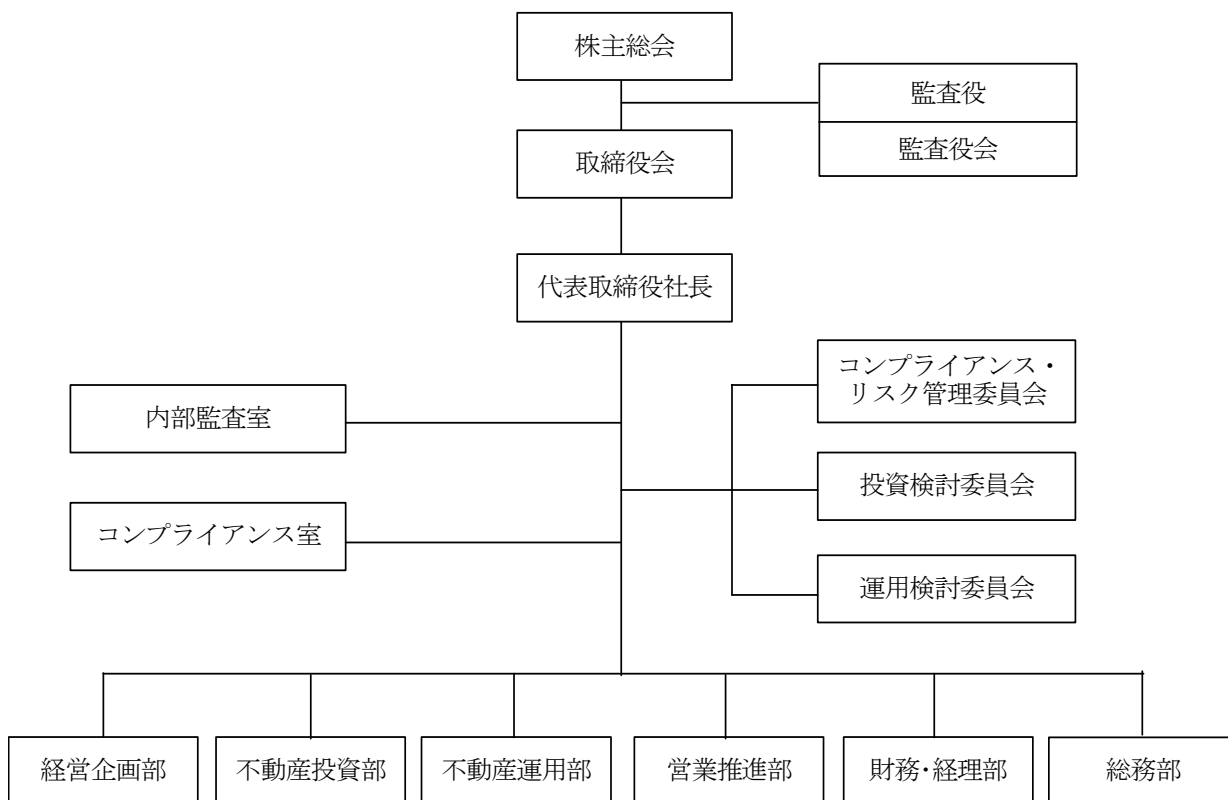 株主総会
監査役
監査役会
取締役会
代表取締役社長
コンプライアンス・
リスク管理委員会
内部監査室
投資検討委員会
コンプライアンス室
運用検討委員会
経営企画部
不動産投資部
不動産運用部
営業推進部
財務・経理部
総務部